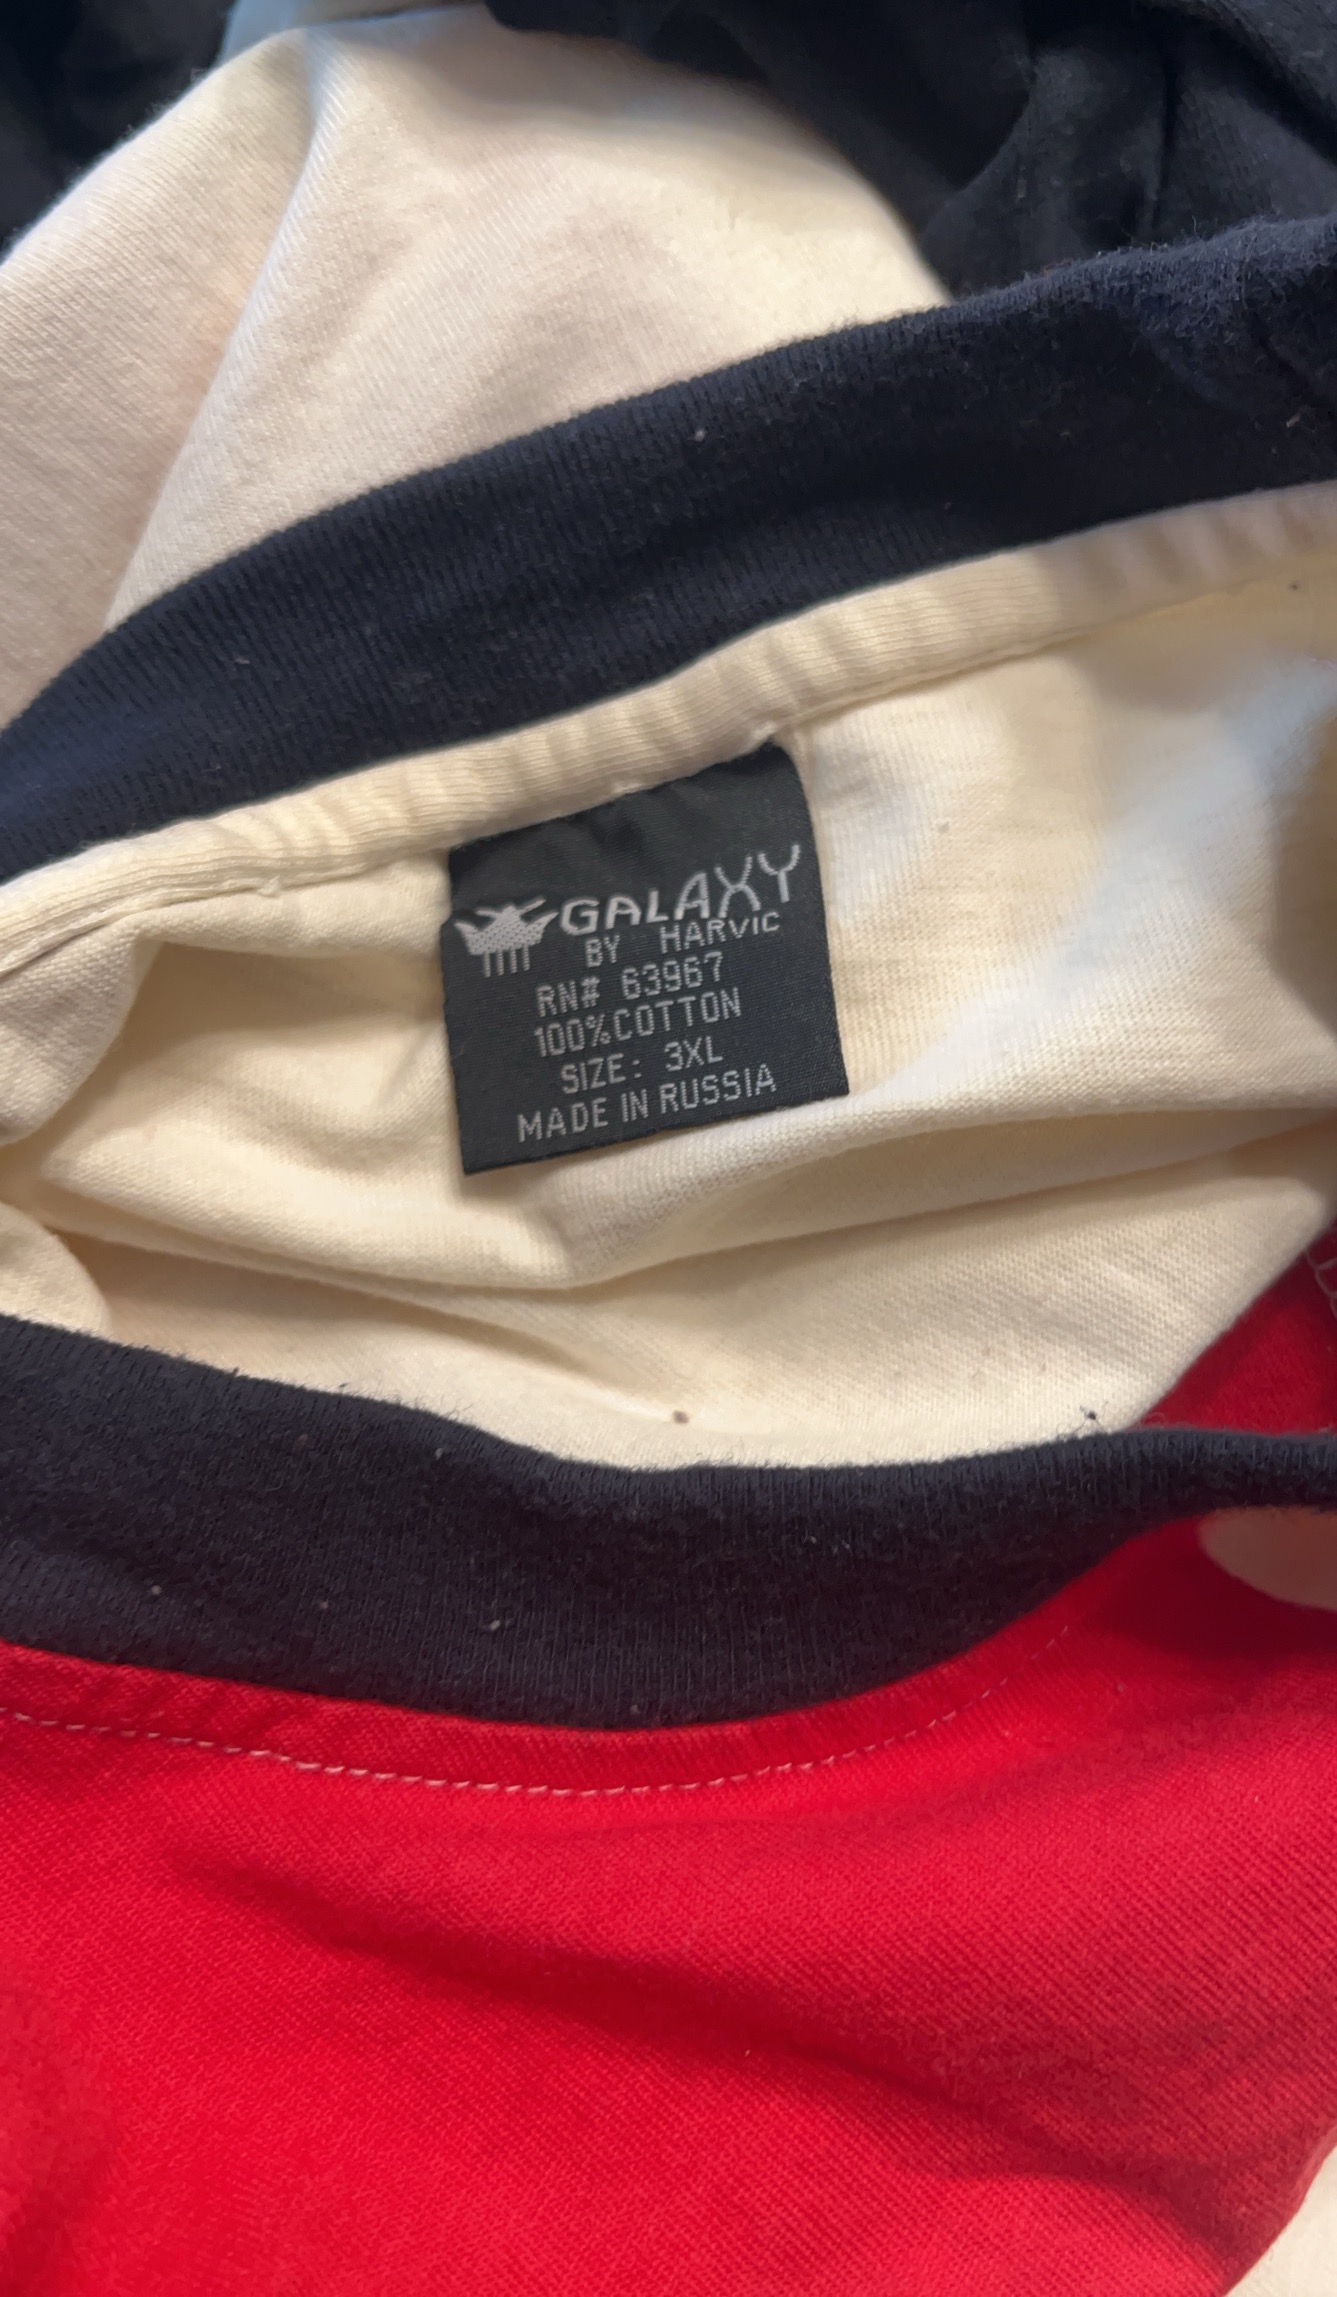 GALAXY
BY HARVIC
RN# 63967
100%COTTON
SIZE: 3XL
MADE IN RUSSIA